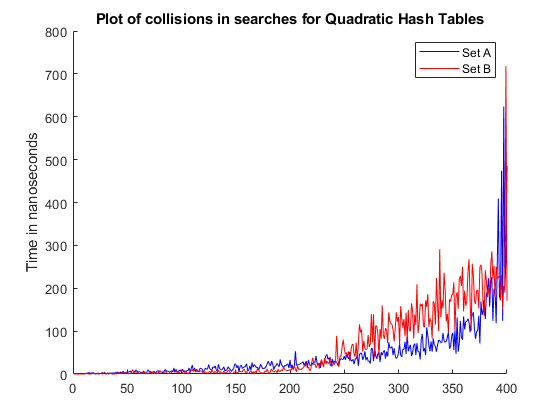 Plot of collisions in searches for Quadratic Hash Tables
Time in nanoseconds
800
700
600
500
400
300
200
100
0
Set A
Set B
0 50 100 150 200 250 300 350 400